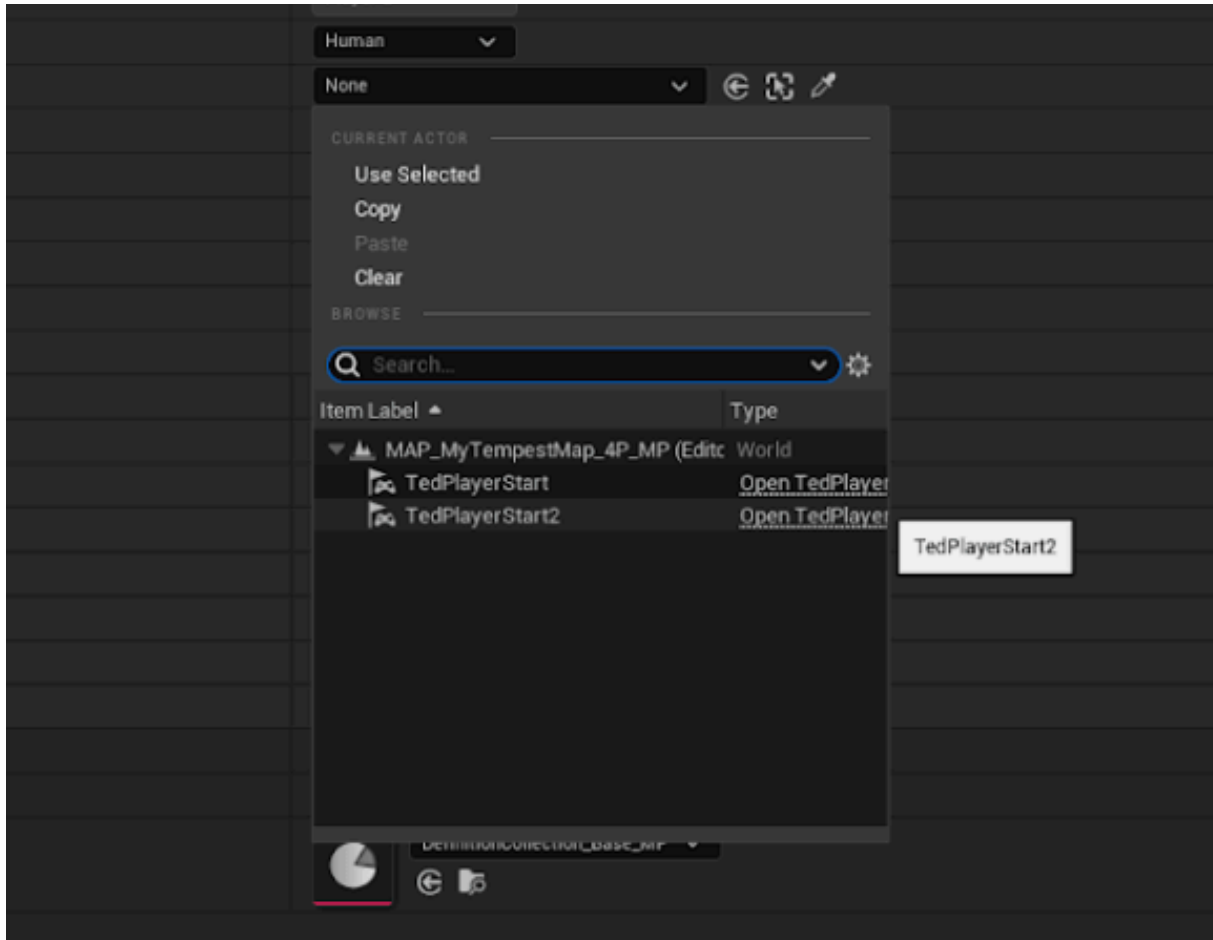 Human
None
CURRENT ACTOR
Use Selected
Copy
Paste
Clear
BROWSE
Search...
Item Label Type
MAP_MyTempestMap_4P_MP (Editc World
TedPlayerStart Open TedPlayer
TedPlayerStart2 Open TedPlayer
TedPlayerStart2
DefinitionCollection_Base_MP